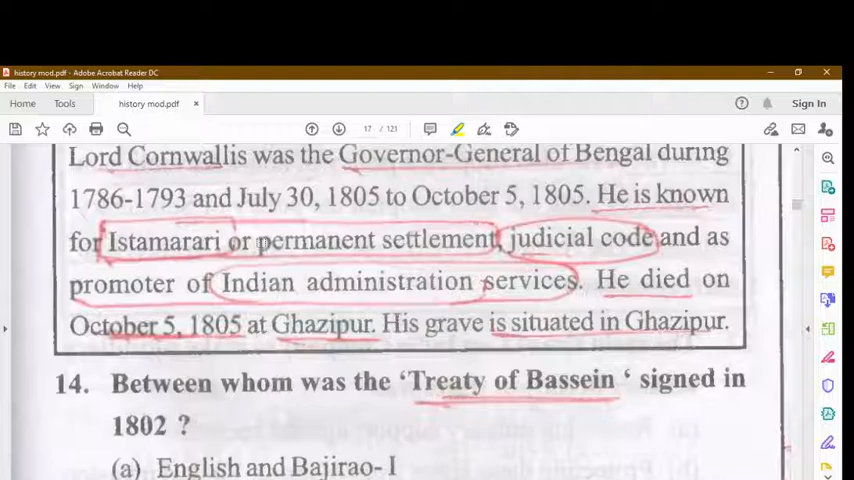 history mod.pdf - Adobe Acrobat Reader DC
File Edit View Sign Window Help
Home Tools history mod.pdf × Sign In
17 / 121
Lord Cornwallis was the Governor-General of Bengal during
1786-1793 and July 30, 1805 to October 5, 1805. He is known
for Istamarari or permanent settlement, judicial code and as
promoter of Indian administration services. He died on
October 5, 1805 at Ghazipur. His grave is situated in Ghazipur.
14. Between whom was the 'Treaty of Bassein ' signed in
1802 ?
(a) English and Bajirao- I